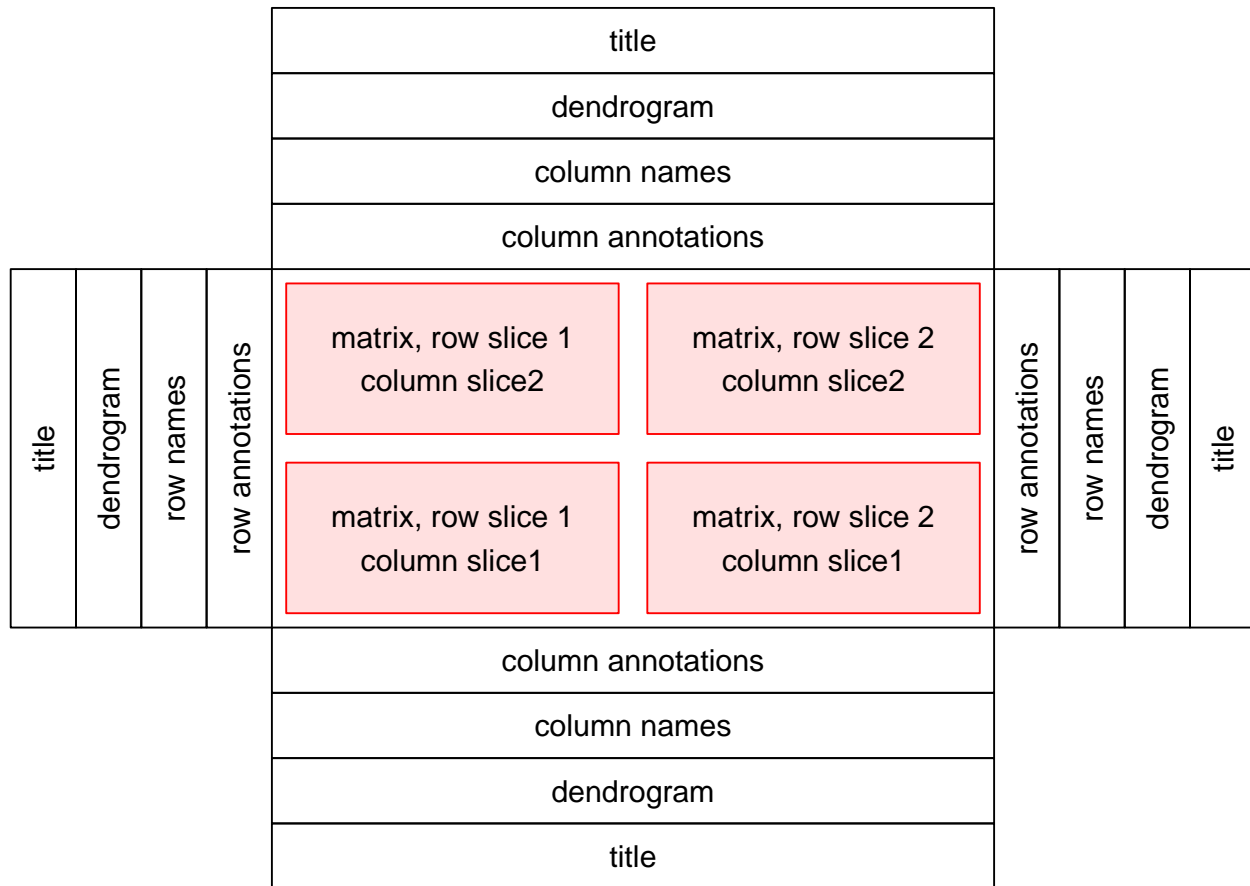 title
dendrogram
column names
column annotations
title
dendrogram
row names
row annotations
matrix, row slice 1
column slice2
matrix, row slice 2
column slice2
matrix, row slice 1
column slice1
matrix, row slice 2
column slice1
row annotations
row names
dendrogram
title
column annotations
column names
dendrogram
title